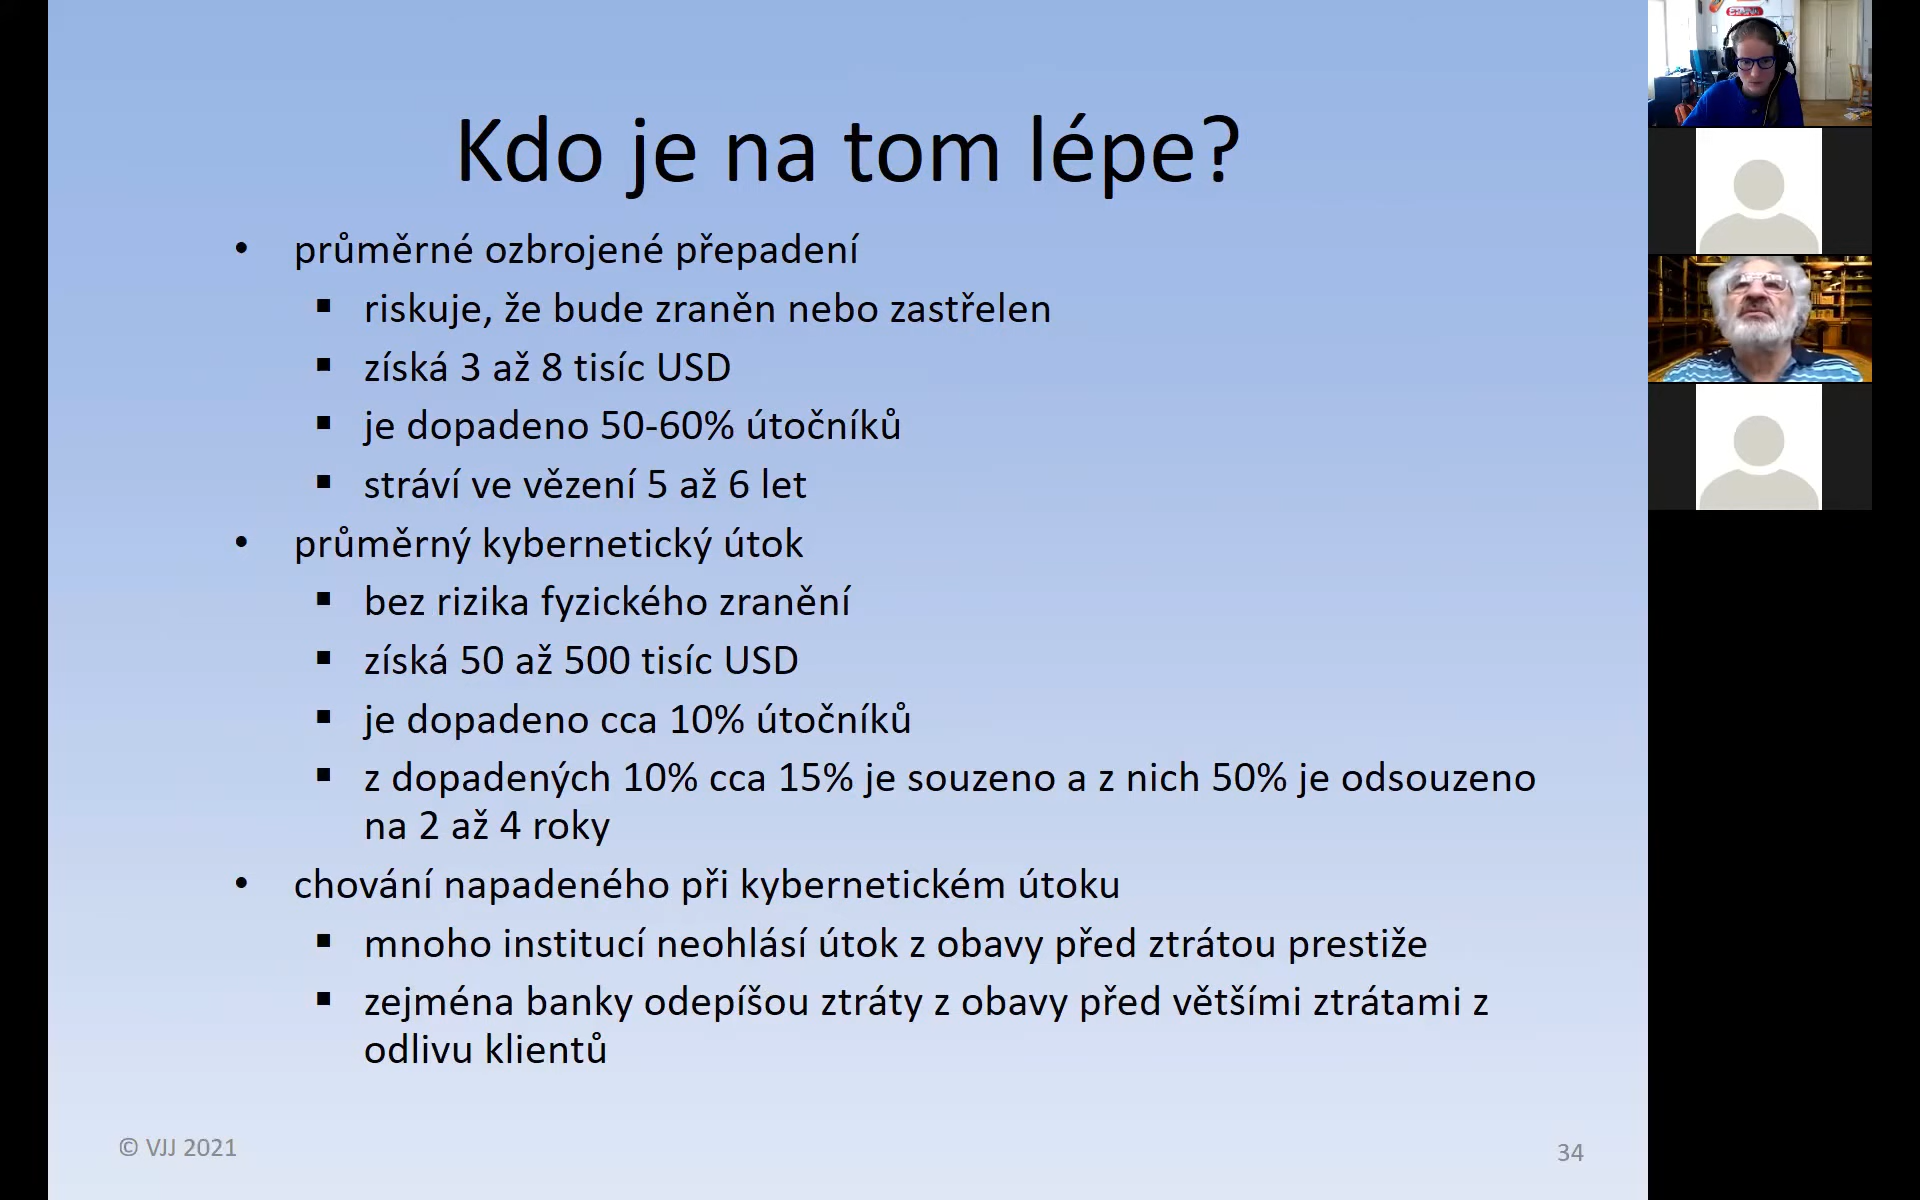 Kdo je na tom lépe?
• průměrné ozbrojené přepadení
▪ riskuje, že bude zraněn nebo zastřelen
▪ získá 3 až 8 tisíc USD
▪ je dopadeno 50-60% útočníků
▪ stráví ve vězení 5 až 6 let
• průměrný kybernetický útok
▪ bez rizika fyzického zranění
▪ získá 50 až 500 tisíc USD
▪ je dopadeno cca 10% útočníků
▪ z dopadených 10% cca 15% je souzeno a z nich 50% je odsouzeno
na 2 až 4 roky
• chování napadeného při kybernetickém útoku
▪ mnoho institucí neohlásí útok z obavy před ztrátou prestiže
▪ zejména banky odepíšou ztráty z obavy před většími ztrátami z
odlivu klientů
© VJJ 2021
34